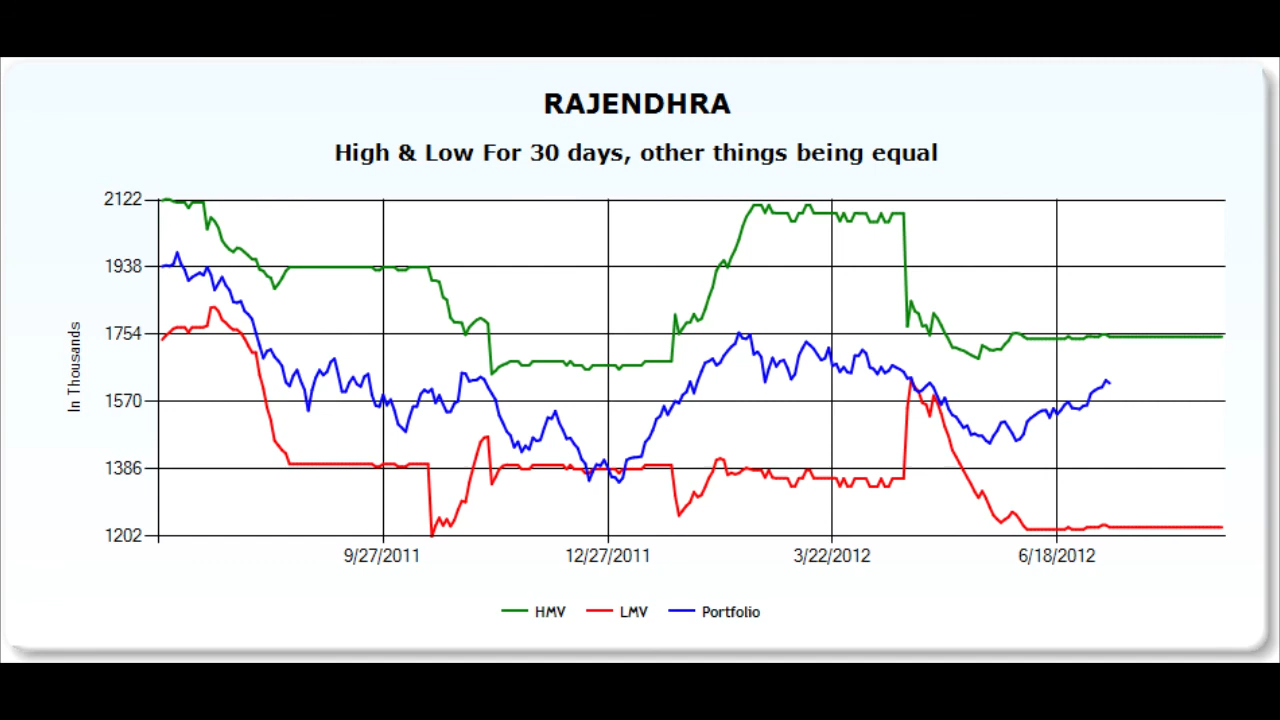 RAJENDHRA
High & Low For 30 days, other things being equal
In Thousands
2122
1938
1754
1570
1386
1202
9/27/2011 12/27/2011 3/22/2012 6/18/2012
HMV LMV Portfolio